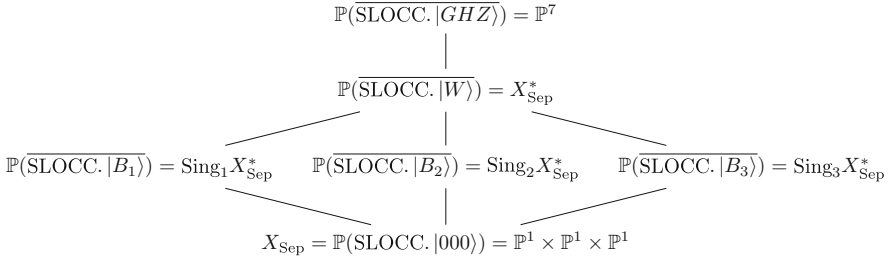 ℙ(\overline{SLOCC.|GHZ⟩}) = ℙ⁷
ℙ(\overline{SLOCC.|W⟩}) = X*_Sep
ℙ(\overline{SLOCC.|B₁⟩}) = Sing₁X*_Sep ℙ(\overline{SLOCC.|B₂⟩}) = Sing₂X*_Sep ℙ(\overline{SLOCC.|B₃⟩}) = Sing₃X*_Sep
X_Sep = ℙ(SLOCC.|000⟩) = ℙ¹ × ℙ¹ × ℙ¹